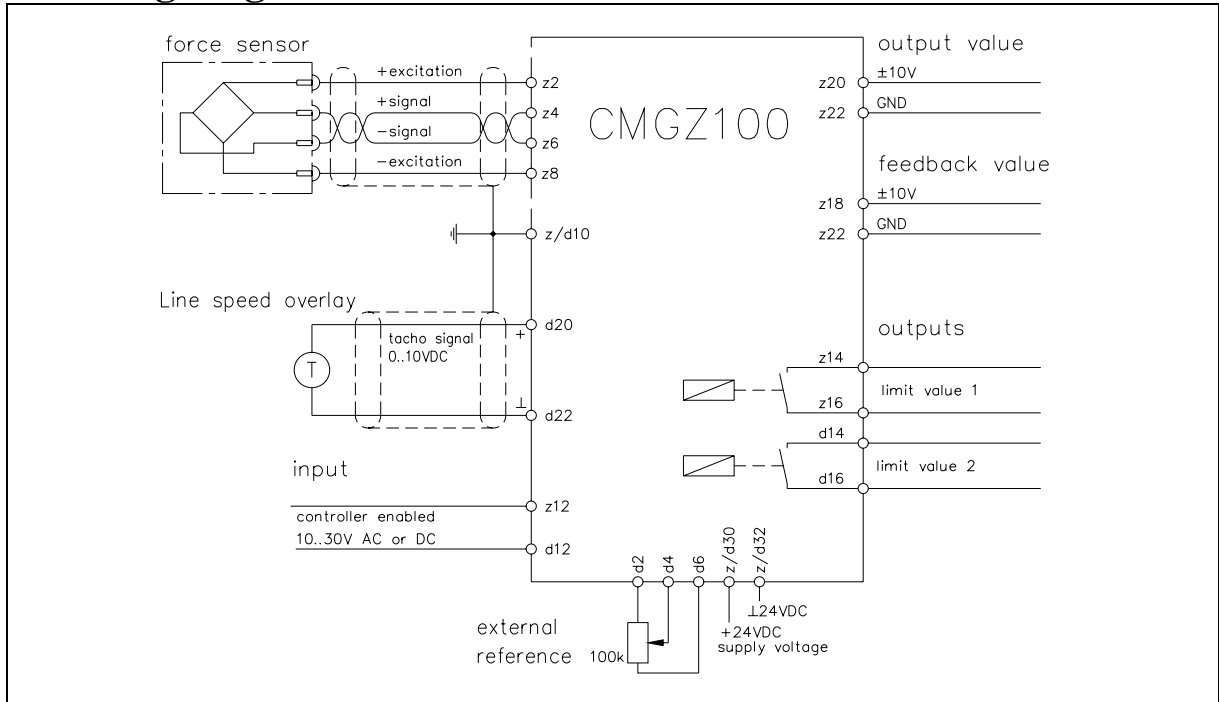 force sensor
+excitation
+signal
−signal
−excitation
z2
z4
z6
z8
z/d10
CMGZ100
output value
z20
±10V
z22
GND
feedback value
z18
±10V
z22
GND
Line speed overlay
T
tacho signal
0..10VDC
+
⊥
d20
d22
outputs
z14
z16
limit value 1
d14
d16
limit value 2
input
controller enabled
10..30V AC or DC
z12
d12
d2
d4
d6
z/d30
z/d32
⊥24VDC
+24VDC
supply voltage
external
reference
100k